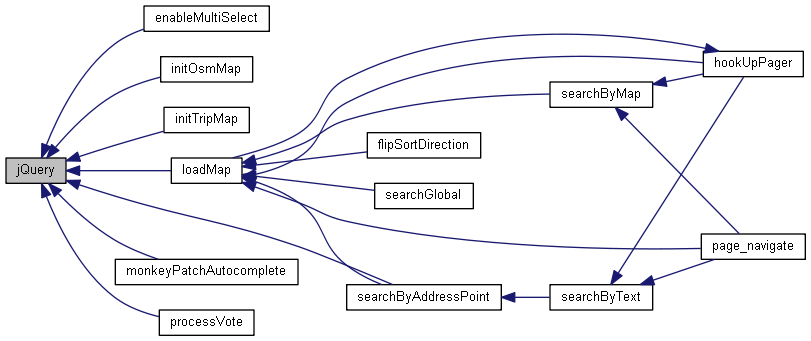 enableMultiSelect
initOsmMap
hookUpPager
searchByMap
initTripMap
flipSortDirection
jQuery
loadMap
searchGlobal
page_navigate
monkeyPatchAutocomplete
searchByAddressPoint
searchByText
processVote